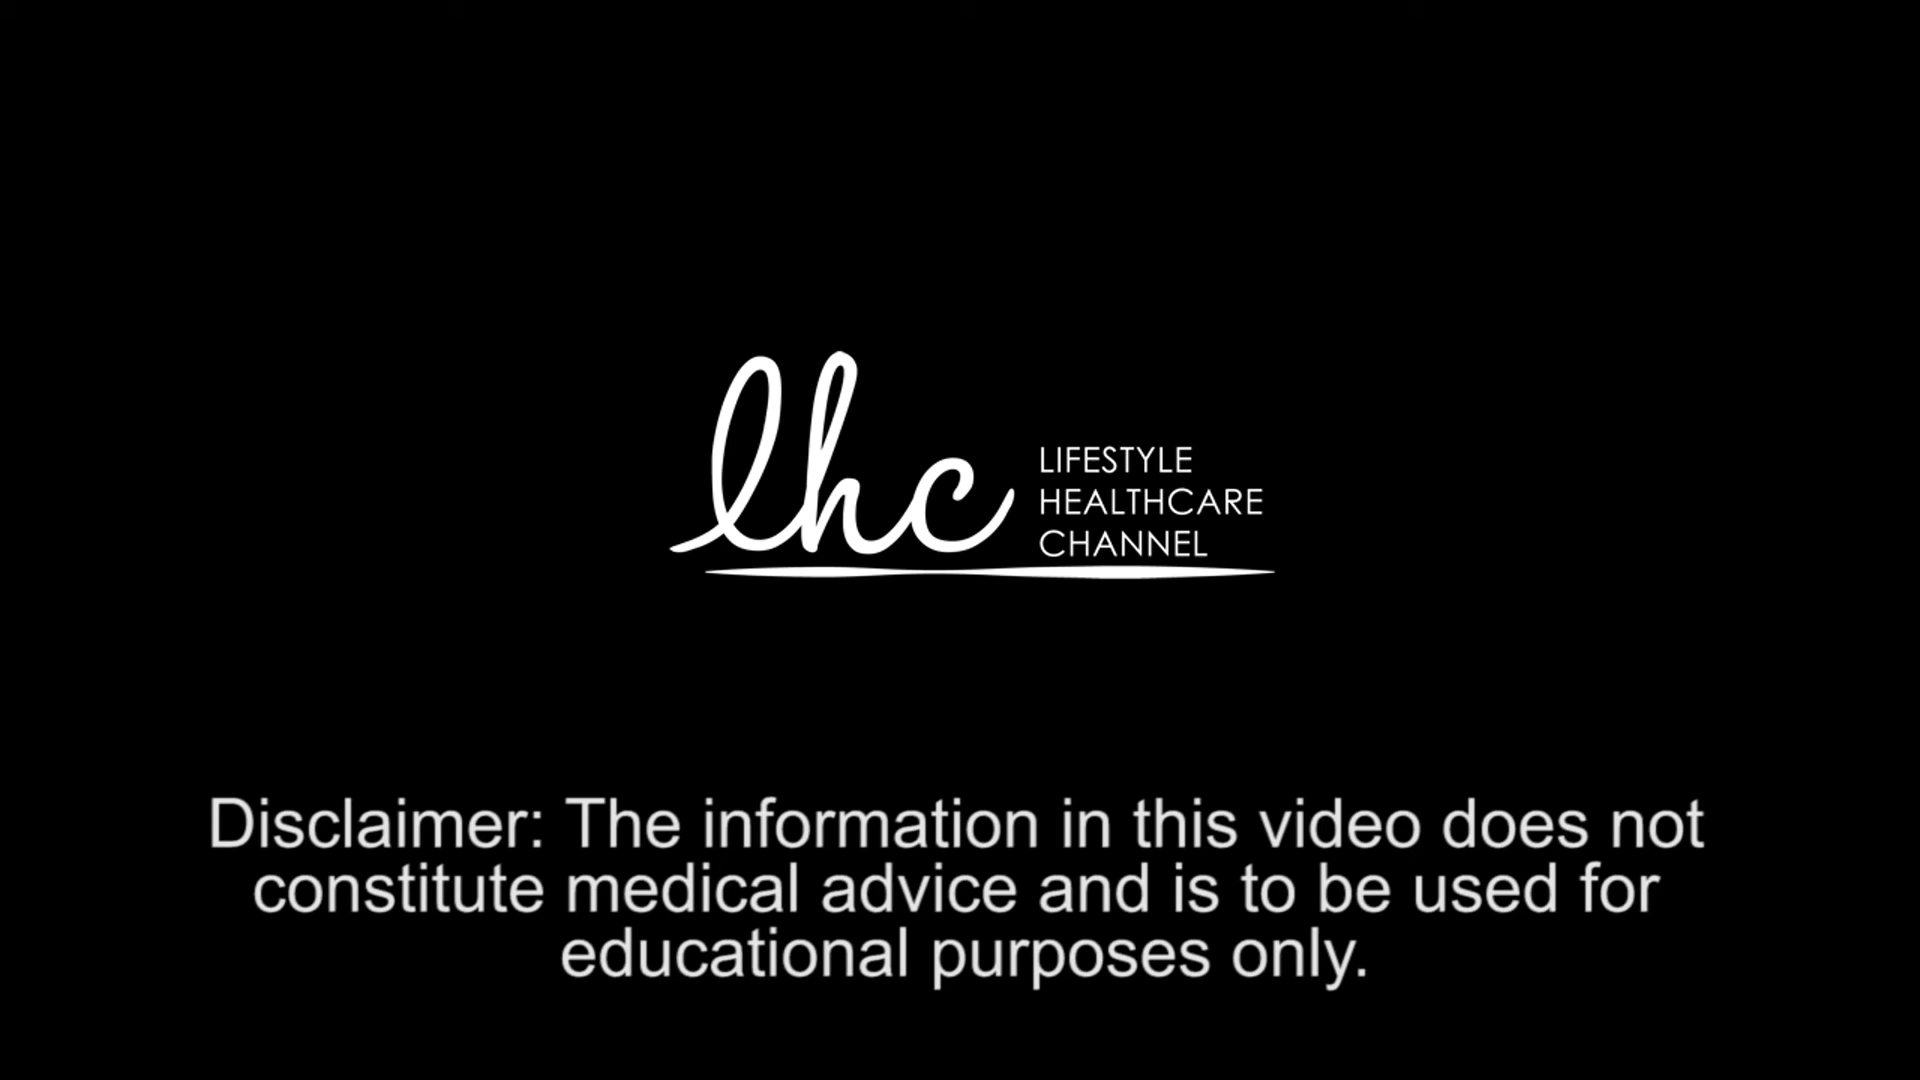 lhc
LIFESTYLE
HEALTHCARE
CHANNEL
Disclaimer: The information in this video does not
constitute medical advice and is to be used for
educational purposes only.